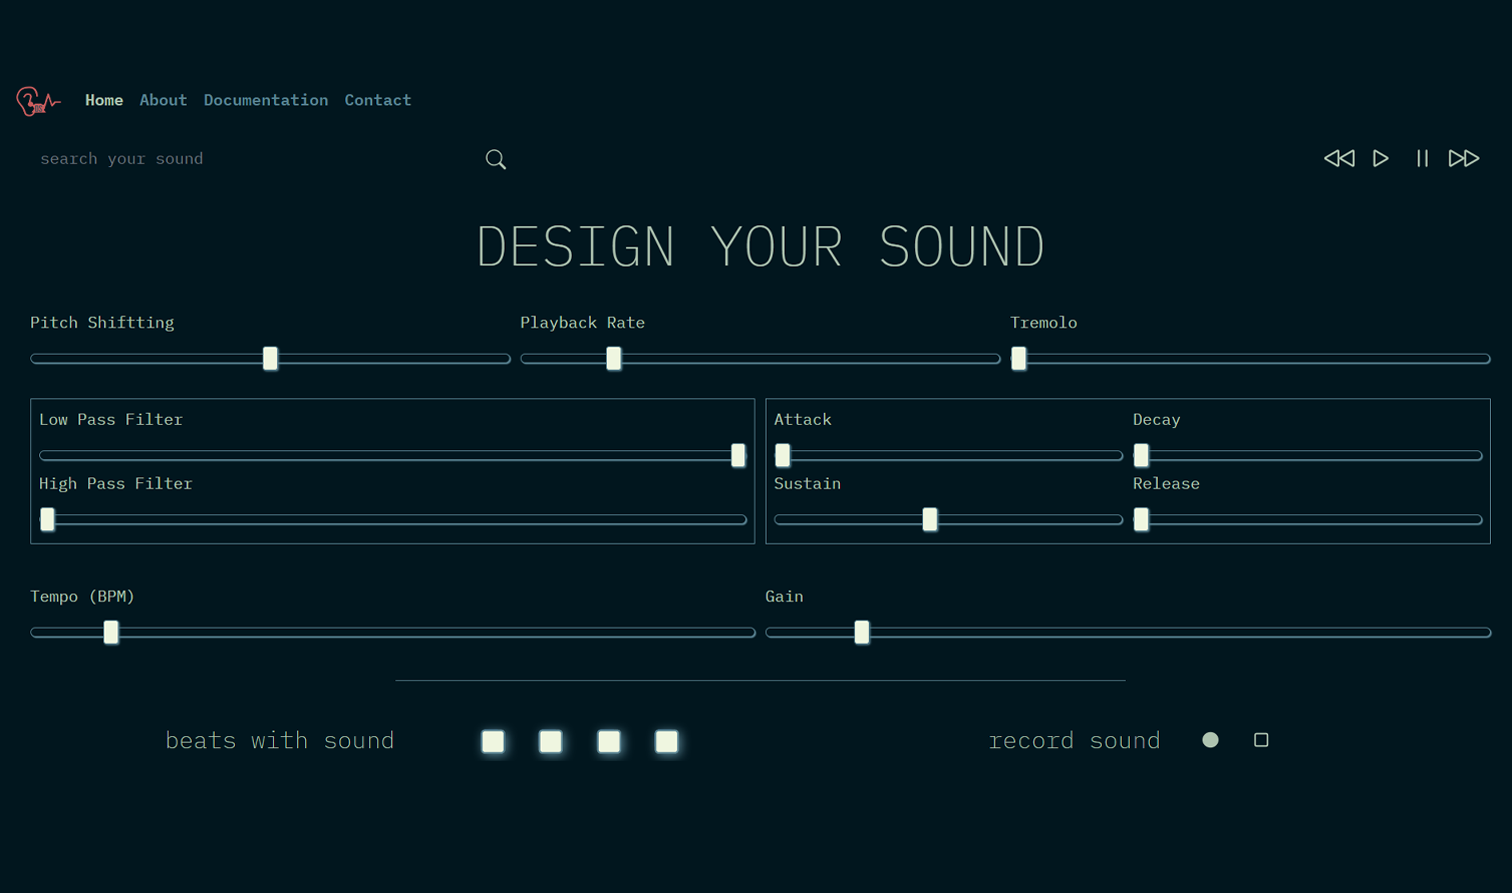 Home About Documentation Contact
search your sound
DESIGN YOUR SOUND
Pitch Shiftting Playback Rate Tremolo
Low Pass Filter
High Pass Filter
Attack Decay
Sustain Release
Tempo (BPM) Gain
beats with sound record sound